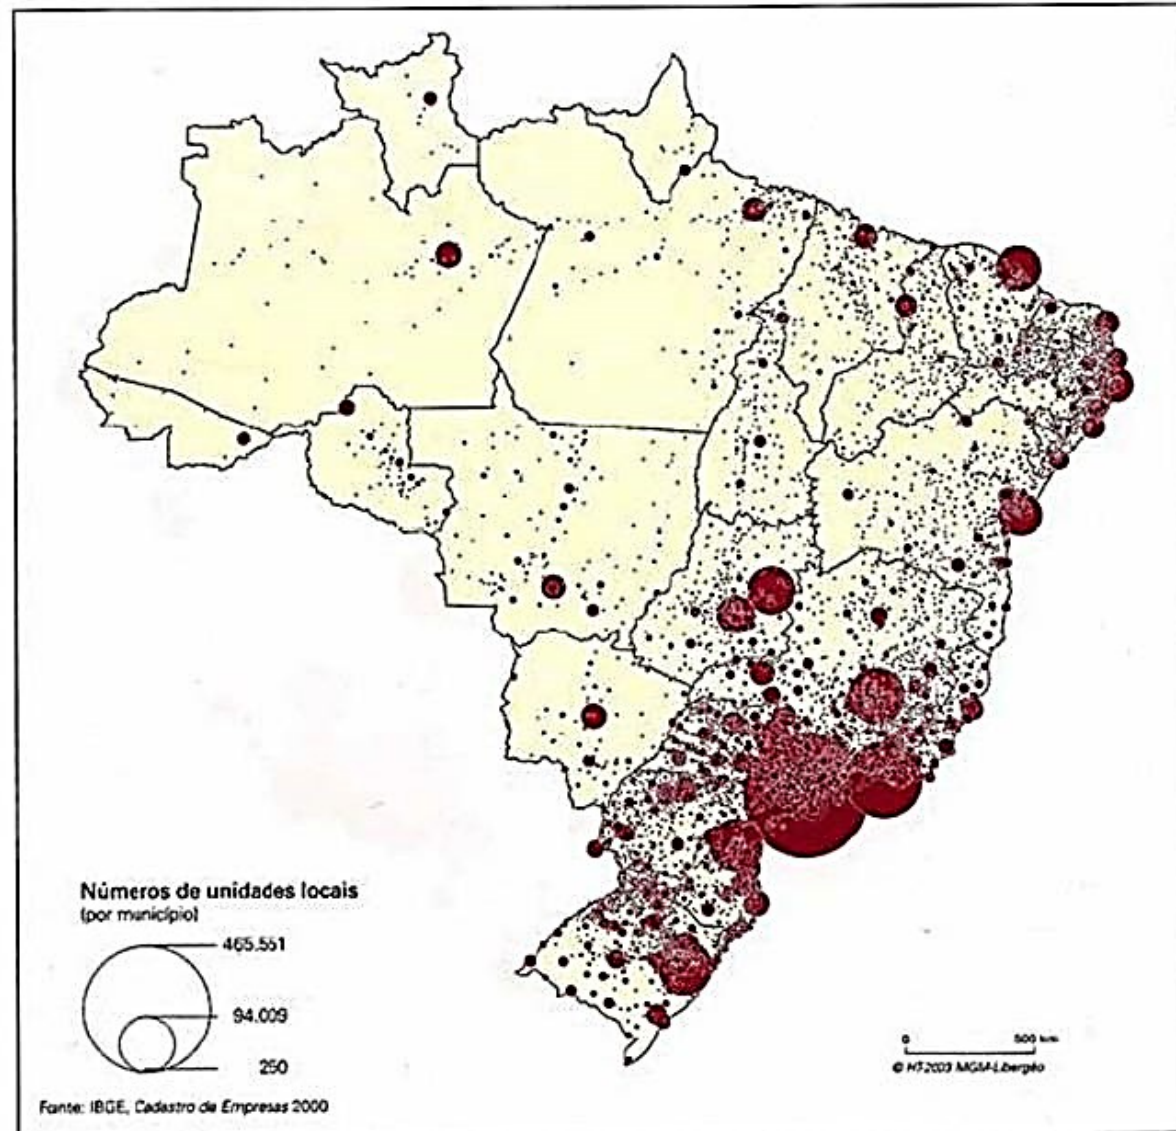 Números de unidades locais
(por município)
465.551
94.009
250
0 500 km
© HT-2003 MGM-Libergéo
Fonte: IBGE, Cadastro de Empresas 2000